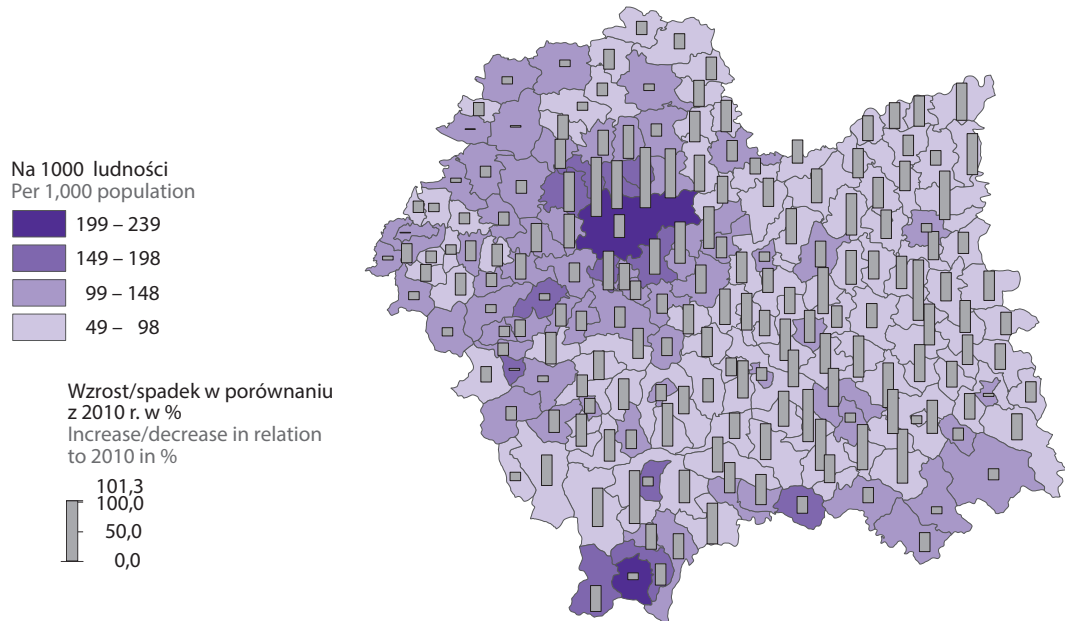 Na 1000 ludności
Per 1,000 population
199 – 239
149 – 198
99 – 148
49 – 98
Wzrost/spadek w porównaniu
z 2010 r. w %
Increase/decrease in relation
to 2010 in %
101,3
100,0
50,0
0,0